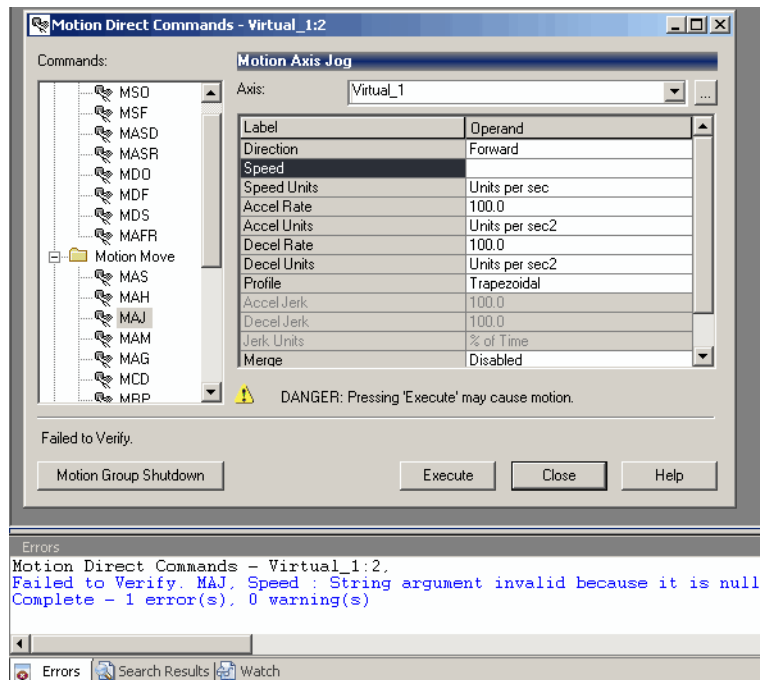 Motion Direct Commands - Virtual_1:2
Commands:
MSO
MSF
MASD
MASR
MDO
MDF
MDS
MAFR
Motion Move
MAS
MAH
MAJ
MAM
MAG
MCD
MRP
Motion Axis Jog
Axis: Virtual_1 ...
Label Operand
Direction Forward
Speed
Speed Units Units per sec
Accel Rate 100.0
Accel Units Units per sec2
Decel Rate 100.0
Decel Units Units per sec2
Profile Trapezoidal
Accel Jerk 100.0
Decel Jerk 100.0
Jerk Units % of Time
Merge Disabled
DANGER: Pressing 'Execute' may cause motion.
Failed to Verify.
Motion Group Shutdown Execute Close Help
Errors
Motion Direct Commands - Virtual_1:2,
Failed to Verify. MAJ, Speed : String argument invalid because it is null
Complete - 1 error(s), 0 warning(s)
Errors Search Results Watch